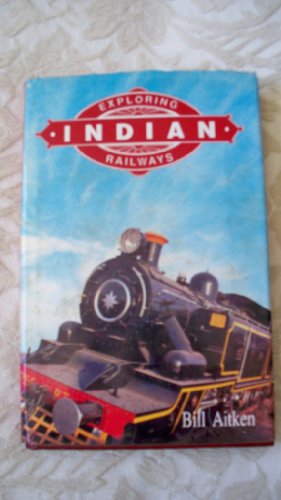 EXPLORING
· INDIAN ·
RAILWAYS
Bill Aitken